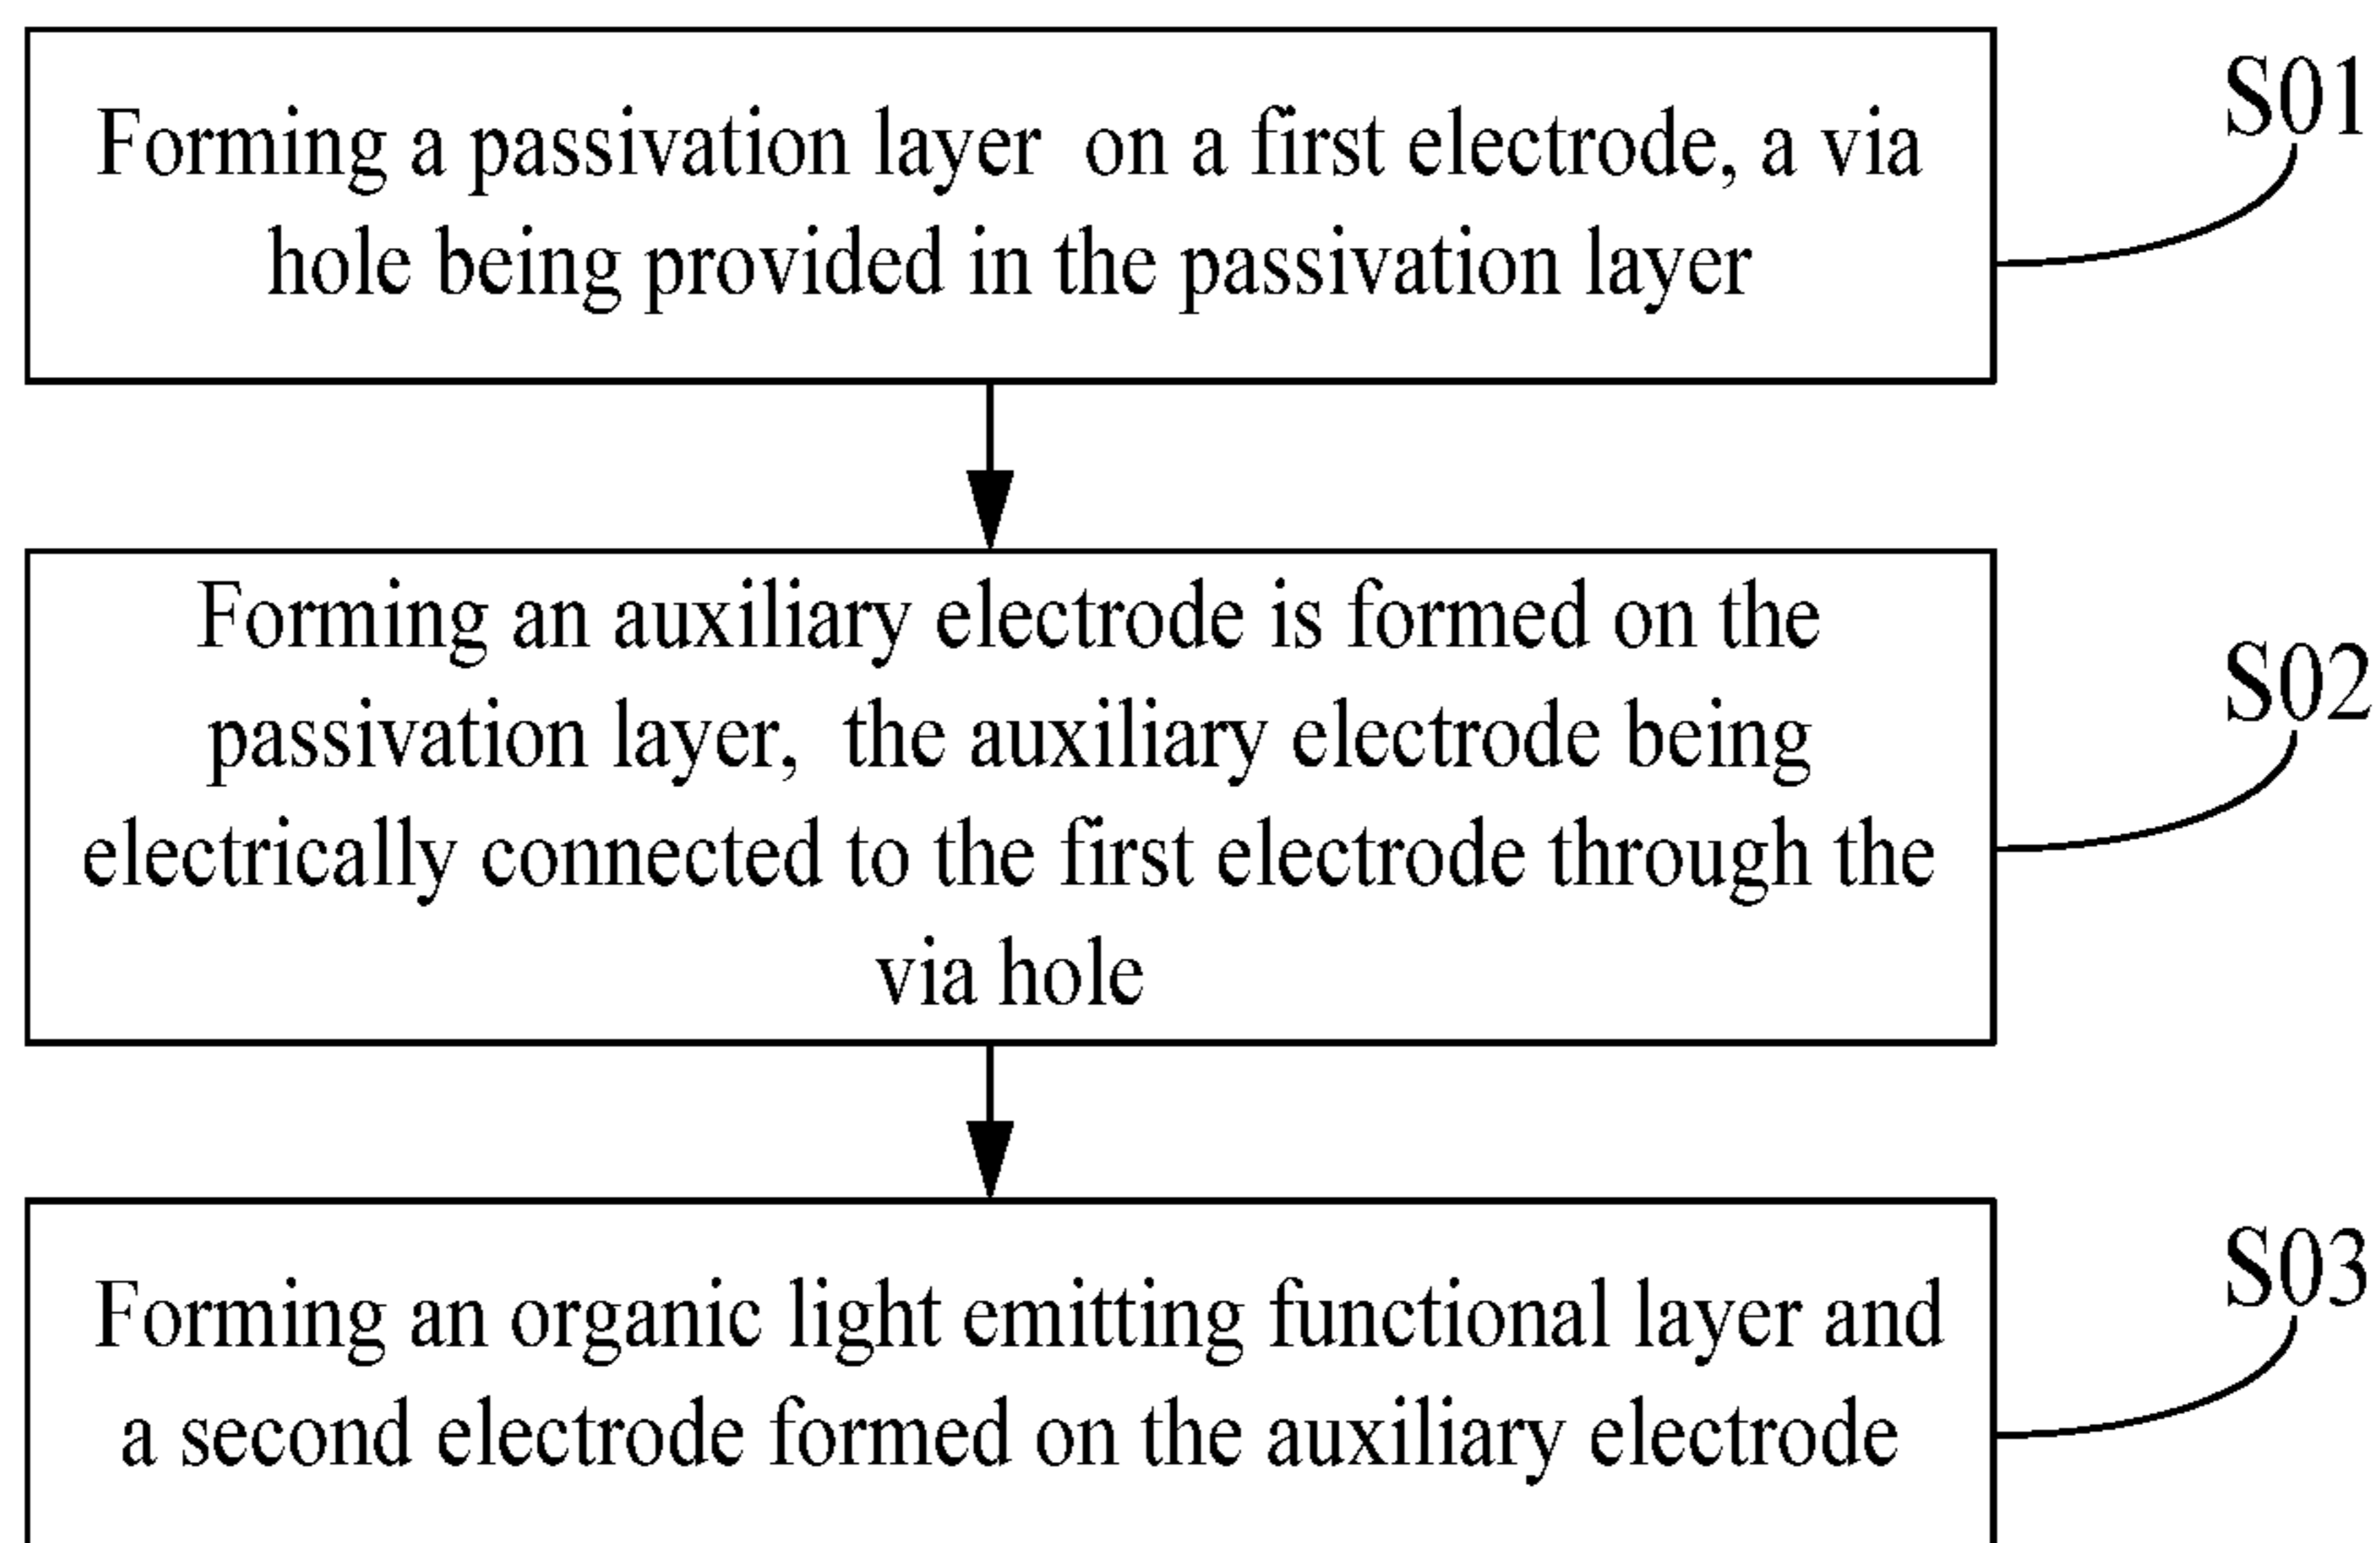 Forming a passivation layer on a first electrode, a via
hole being provided in the passivation layer
S01
Forming an auxiliary electrode is formed on the
passivation layer, the auxiliary electrode being
electrically connected to the first electrode through the
via hole
S02
Forming an organic light emitting functional layer and
a second electrode formed on the auxiliary electrode
S03